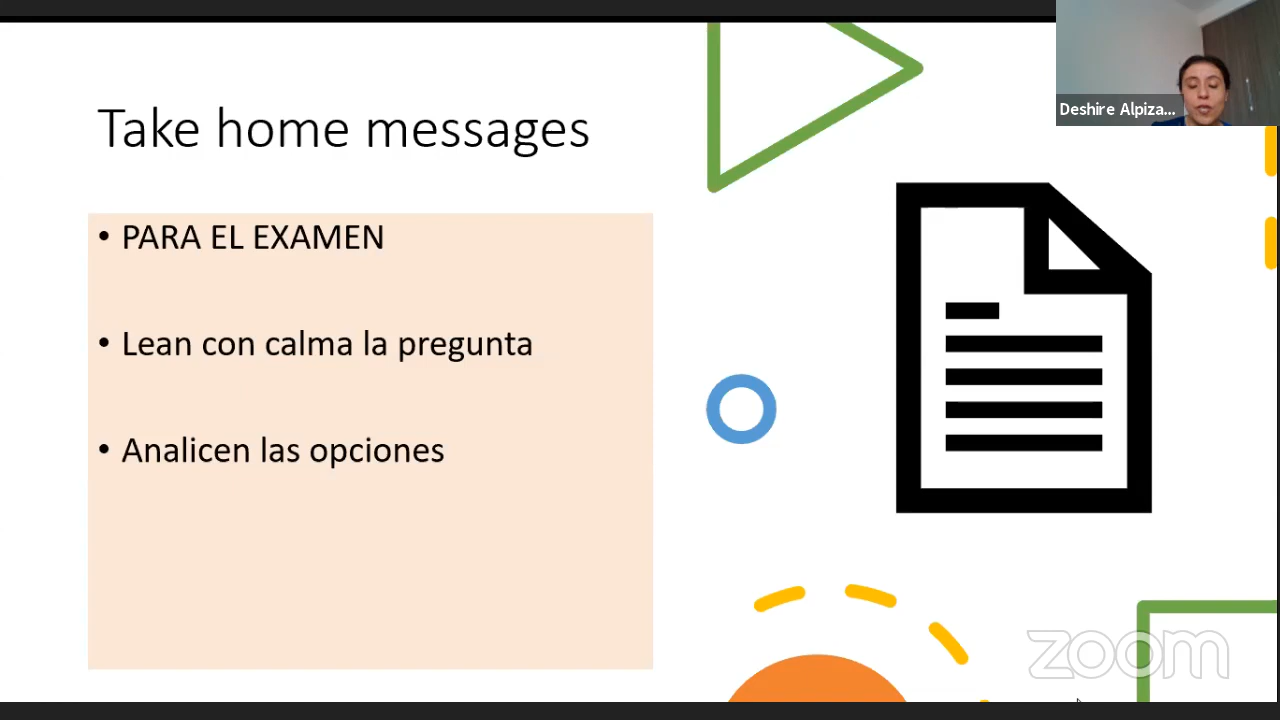 Deshire Alpiza...
Take home messages
• PARA EL EXAMEN
• Lean con calma la pregunta
• Analicen las opciones
zoom